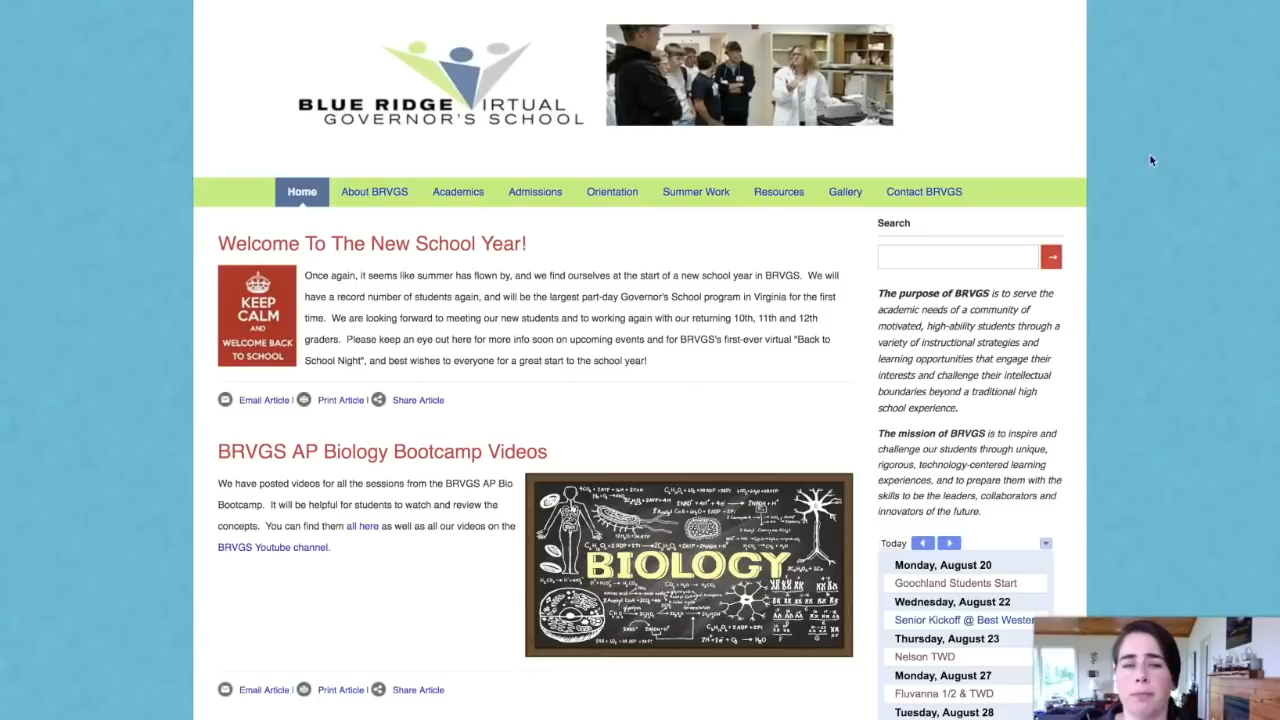 BLUE RIDGE VIRTUAL
GOVERNOR'S SCHOOL
Home About BRVGS Academics Admissions Orientation Summer Work Resources Gallery Contact BRVGS
Welcome To The New School Year!
KEEP
CALM
AND
WELCOME BACK
TO SCHOOL
Once again, it seems like summer has flown by, and we find ourselves at the start of a new school year in BRVGS. We will
have a record number of students again, and will be the largest part-day Governor's School program in Virginia for the first
time. We are looking forward to meeting our new students and to working again with our returning 10th, 11th and 12th
graders. Please keep an eye out here for more info soon on upcoming events and for BRVGS's first-ever virtual "Back to
School Night", and best wishes to everyone for a great start to the school year!
Email Article | Print Article | Share Article
BRVGS AP Biology Bootcamp Videos
We have posted videos for all the sessions from the BRVGS AP Bio
Bootcamp. It will be helpful for students to watch and review the
concepts. You can find them all here as well as all our videos on the
BRVGS Youtube channel.
BIOLOGY
Email Article | Print Article | Share Article
Search
The purpose of BRVGS is to serve the
academic needs of a community of
motivated, high-ability students through a
variety of instructional strategies and
learning opportunities that engage their
interests and challenge their intellectual
boundaries beyond a traditional high
school experience.
The mission of BRVGS is to inspire and
challenge our students through unique,
rigorous, technology-centered learning
experiences, and to prepare them with the
skills to be the leaders, collaborators and
innovators of the future.
Today
Monday, August 20
Goochland Students Start
Wednesday, August 22
Senior Kickoff @ Best Wester
Thursday, August 23
Nelson TWD
Monday, August 27
Fluvanna 1/2 & TWD
Tuesday, August 28